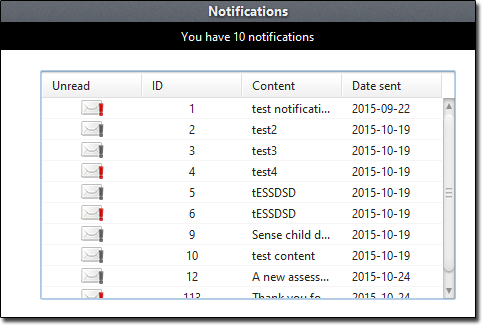 Notifications
You have 10 notifications
Unread ID Content Date sent
1 test notificati... 2015-09-22
2 test2 2015-10-19
3 test3 2015-10-19
4 test4 2015-10-19
5 tESSDSD 2015-10-19
6 tESSDSD 2015-10-19
9 Sense child d... 2015-10-19
10 test content 2015-10-19
12 A new assess... 2015-10-24
113 Thank you fo... 2015-10-24